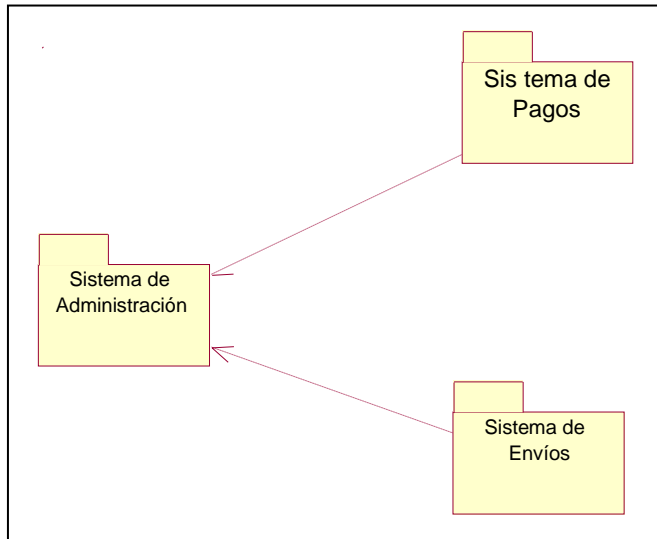 Sis tema de
Pagos
Sistema de
Administración
Sistema de
Envíos